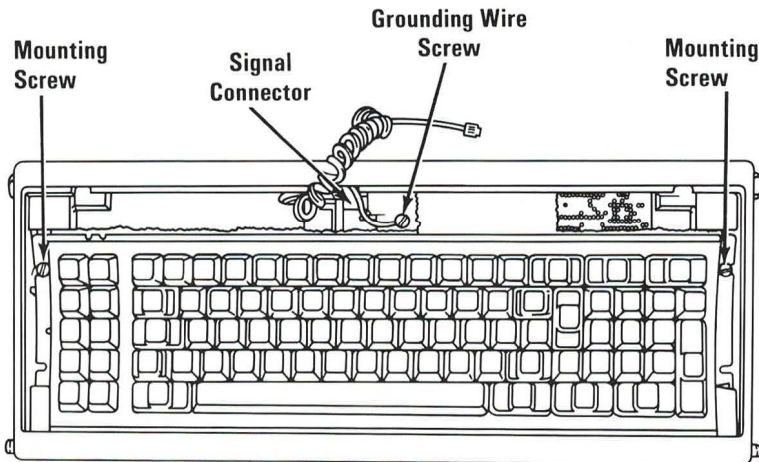 Grounding Wire
Screw
Mounting
Screw
Signal
Connector
Mounting
Screw